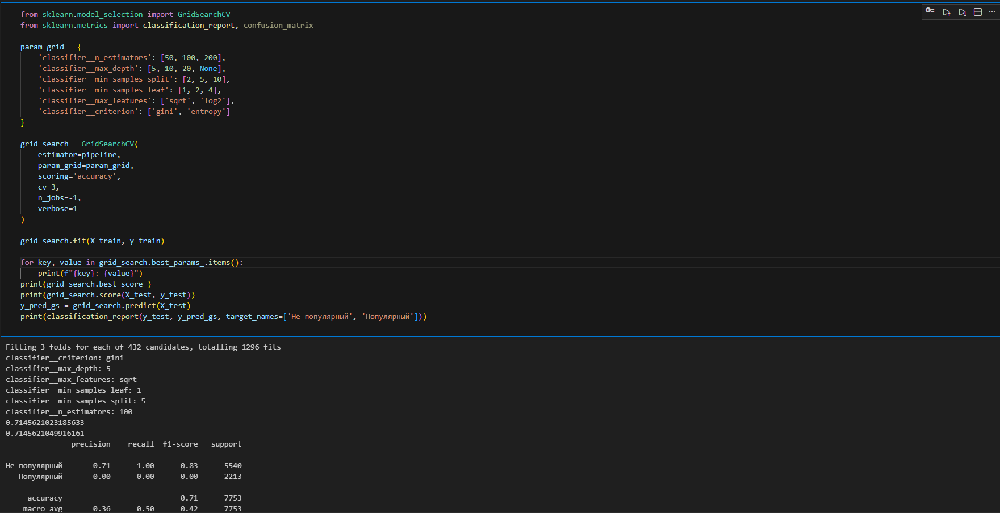 from sklearn.model_selection import GridSearchCV
from sklearn.metrics import classification_report, confusion_matrix
param_grid = {
    'classifier__n_estimators': [50, 100, 200],
    'classifier__max_depth': [5, 10, 20, None],
    'classifier__min_samples_split': [2, 5, 10],
    'classifier__min_samples_leaf': [1, 2, 4],
    'classifier__max_features': ['sqrt', 'log2'],
    'classifier__criterion': ['gini', 'entropy']
}
grid_search = GridSearchCV(
    estimator=pipeline,
    param_grid=param_grid,
    scoring='accuracy',
    cv=3,
    n_jobs=-1,
    verbose=1
)
grid_search.fit(X_train, y_train)
for key, value in grid_search.best_params_.items():
    print(f"{key}: {value}")
print(grid_search.best_score_)
print(grid_search.score(X_test, y_test))
y_pred_gs = grid_search.predict(X_test)
print(classification_report(y_test, y_pred_gs, target_names=['Не популярный', 'Популярный']))
Fitting 3 folds for each of 432 candidates, totalling 1296 fits
classifier__criterion: gini
classifier__max_depth: 5
classifier__max_features: sqrt
classifier__min_samples_leaf: 1
classifier__min_samples_split: 5
classifier__n_estimators: 100
0.7145621023185633
0.7145621049916161
               precision    recall  f1-score   support
Не популярный       0.71      1.00      0.83      5540
   Популярный       0.00      0.00      0.00      2213
     accuracy                           0.71      7753
    macro avg       0.36      0.50      0.42      7753